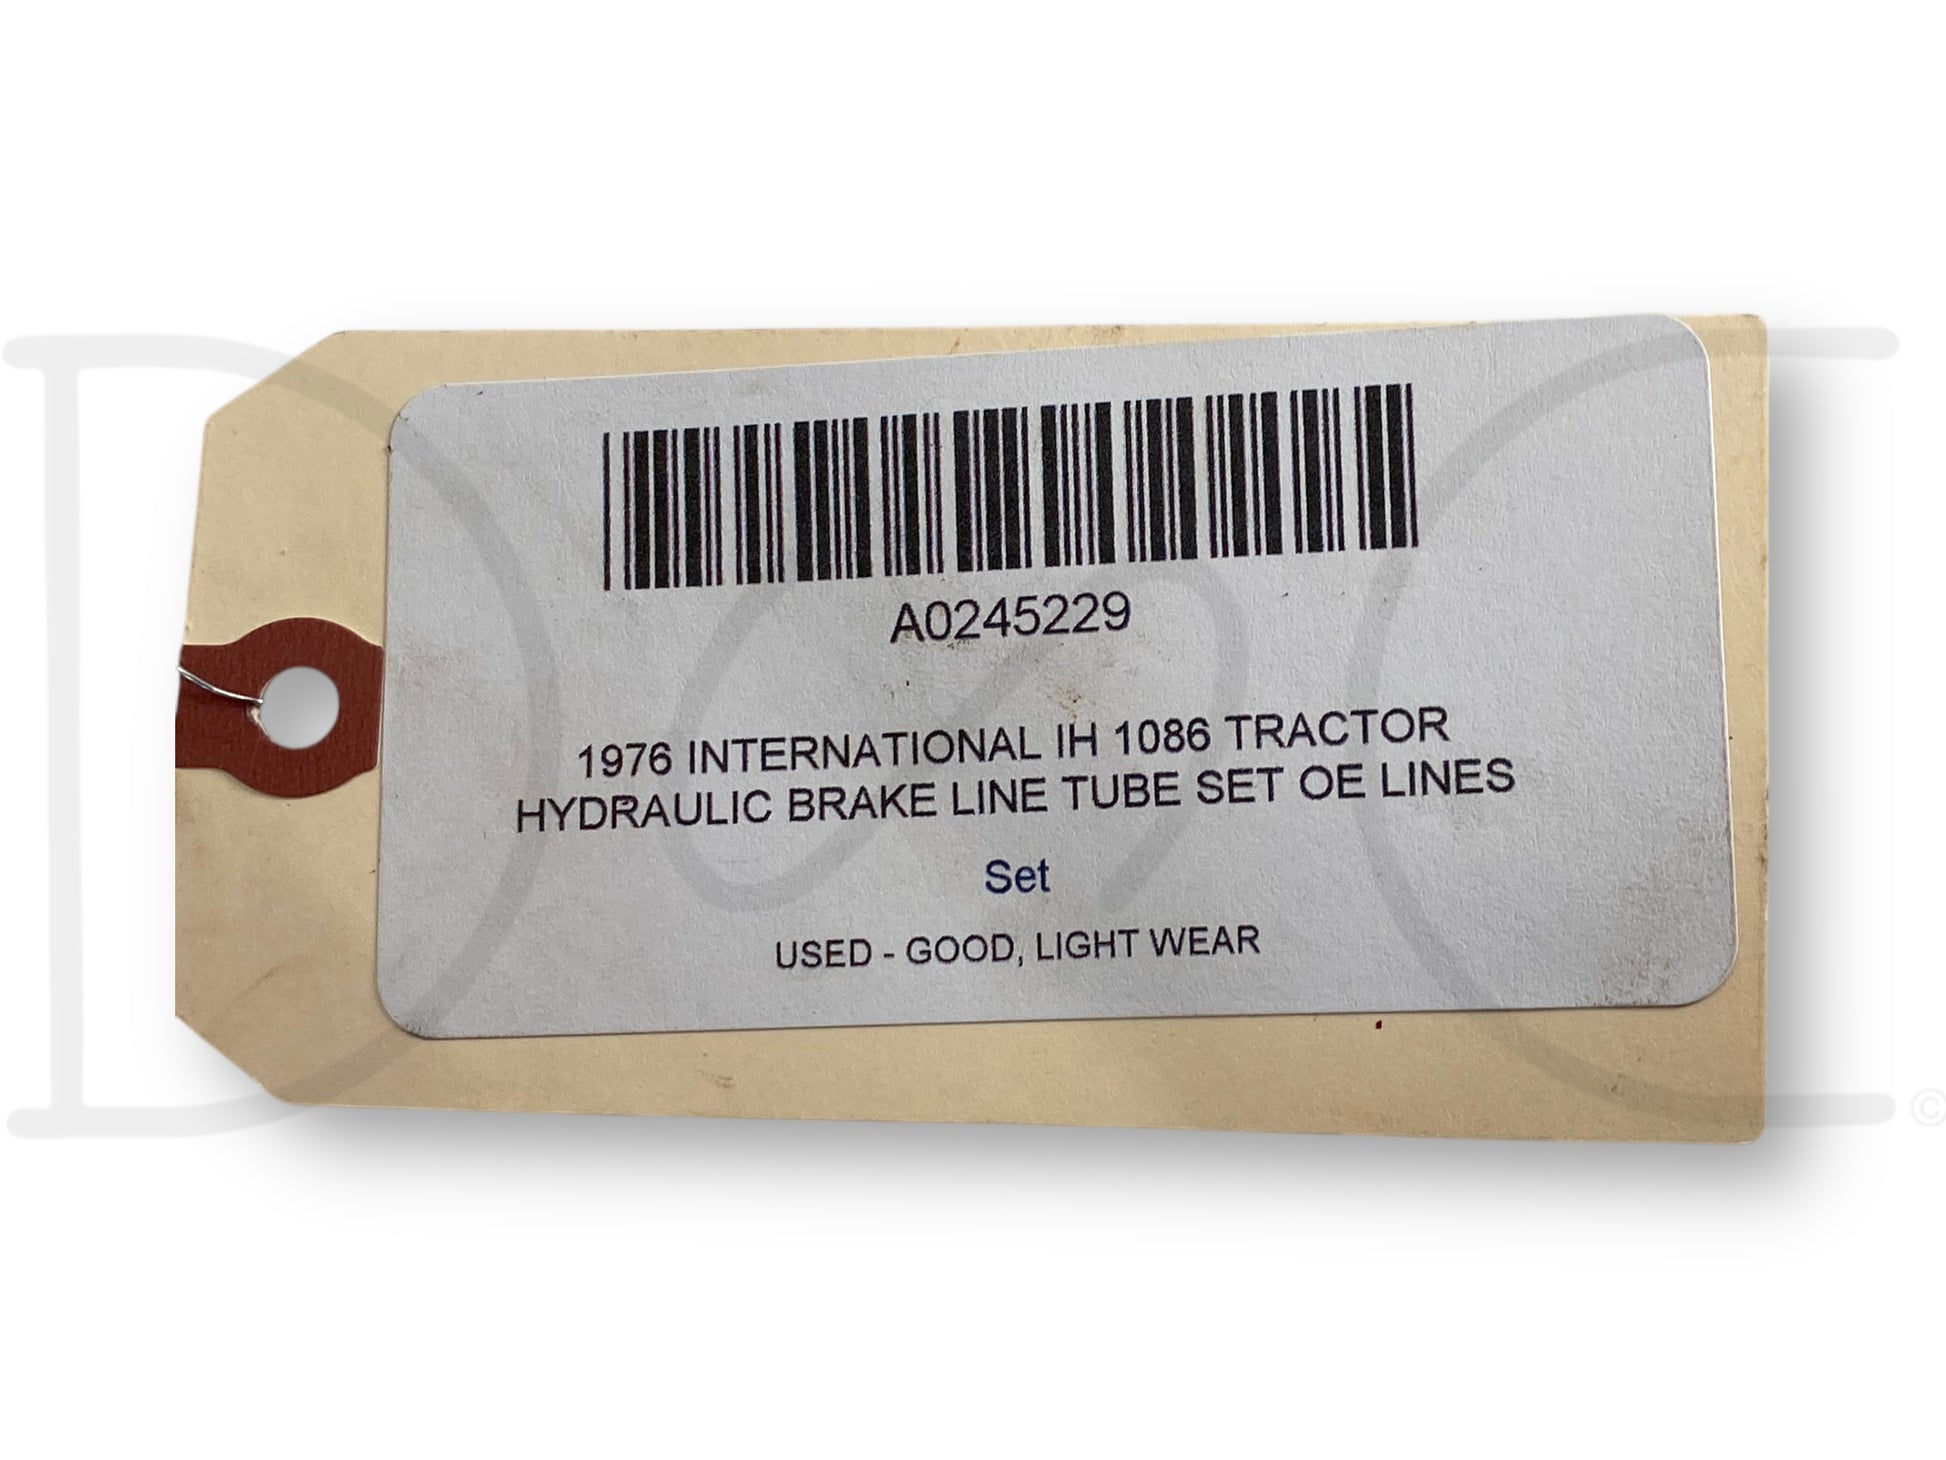 A0245229
1976 INTERNATIONAL IH 1086 TRACTOR
HYDRAULIC BRAKE LINE TUBE SET OE LINES
Set
USED - GOOD, LIGHT WEAR
©